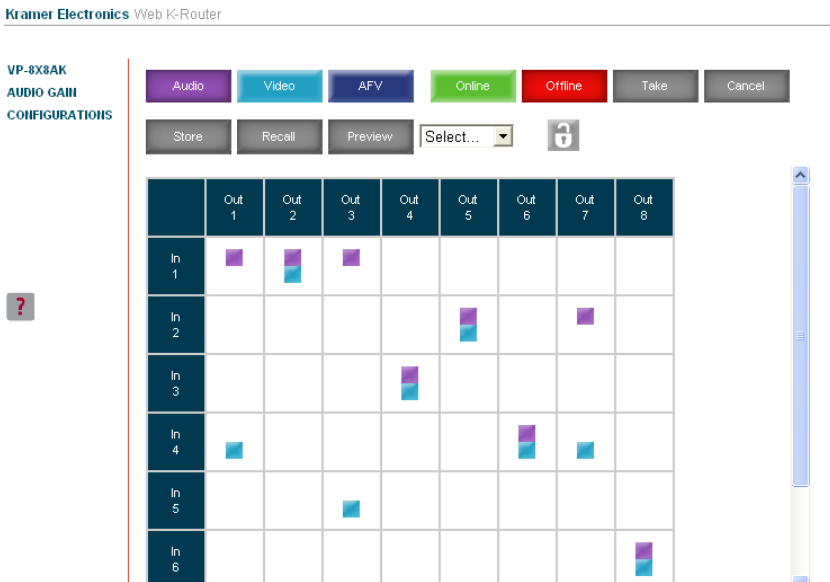 Kramer Electronics Web K-Router
VP-8X8AK
AUDIO GAIN
CONFIGURATIONS
Audio Video AFV Online Offline Take Cancel
Store Recall Preview Select...
Out 1
Out 2
Out 3
Out 4
Out 5
Out 6
Out 7
Out 8
In 1
In 2
?
In 3
In 4
In 5
In 6